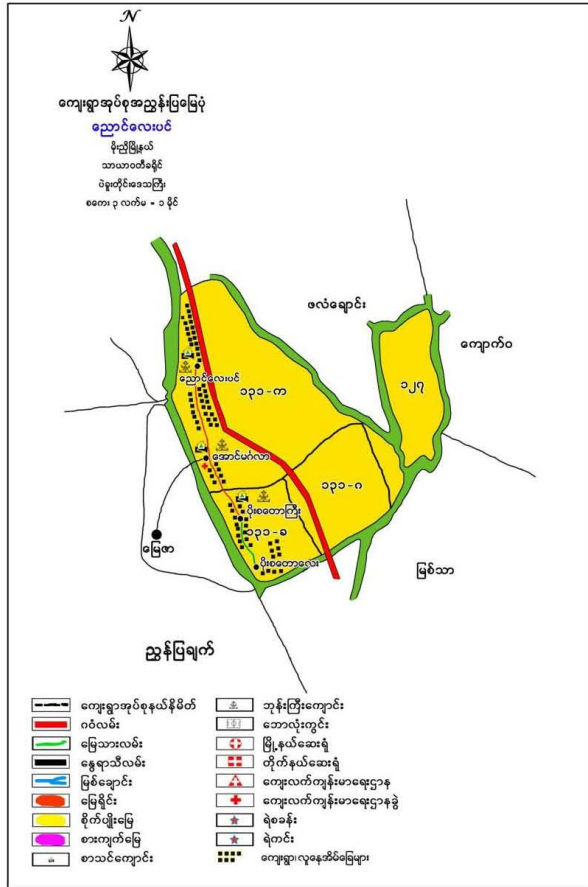 N
ကျေးရွာအုပ်စုအညွှန်းပြမြေပုံ
ညောင်လေးပင်
မိုးညိုမြို့နယ်
သာယာဝတီခရိုင်
ပဲခူးတိုင်းဒေသကြီး
စကေး ၃ လက်မ = ၁ မိုင်
ဖလံချောင်း
ကျောက်ဝ
၁၂၇
၁၃၁-က
ညောင်လေးပင်
အောင်မင်္ဂလာ
၁၃၁-ဂ
ပိုးစတောကြီး
၁၃၁-ခ
မြေဇာ
ပိုးစတောလေး
မြစ်သာ
ညွှန်ပြချက်
ကျေးရွာအုပ်စုနယ်နိမိတ်
ဂဝံလမ်း
မြေသားလမ်း
နွေရာသီလမ်း
မြစ်ချောင်း
မြေရိုင်း
စိုက်ပျိုးမြေ
စားကျက်မြေ
စာသင်ကျောင်း
ဘုန်းကြီးကျောင်း
ဘောလုံးကွင်း
မြို့နယ်ဆေးရုံ
တိုက်နယ်ဆေးရုံ
ကျေးလက်ကျန်းမာရေးဌာန
ကျေးလက်ကျန်းမာရေးဌာနခွဲ
ရဲစခန်း
ရဲကင်း
ကျေးရွာ၊ လူနေအိမ်ခြေများ